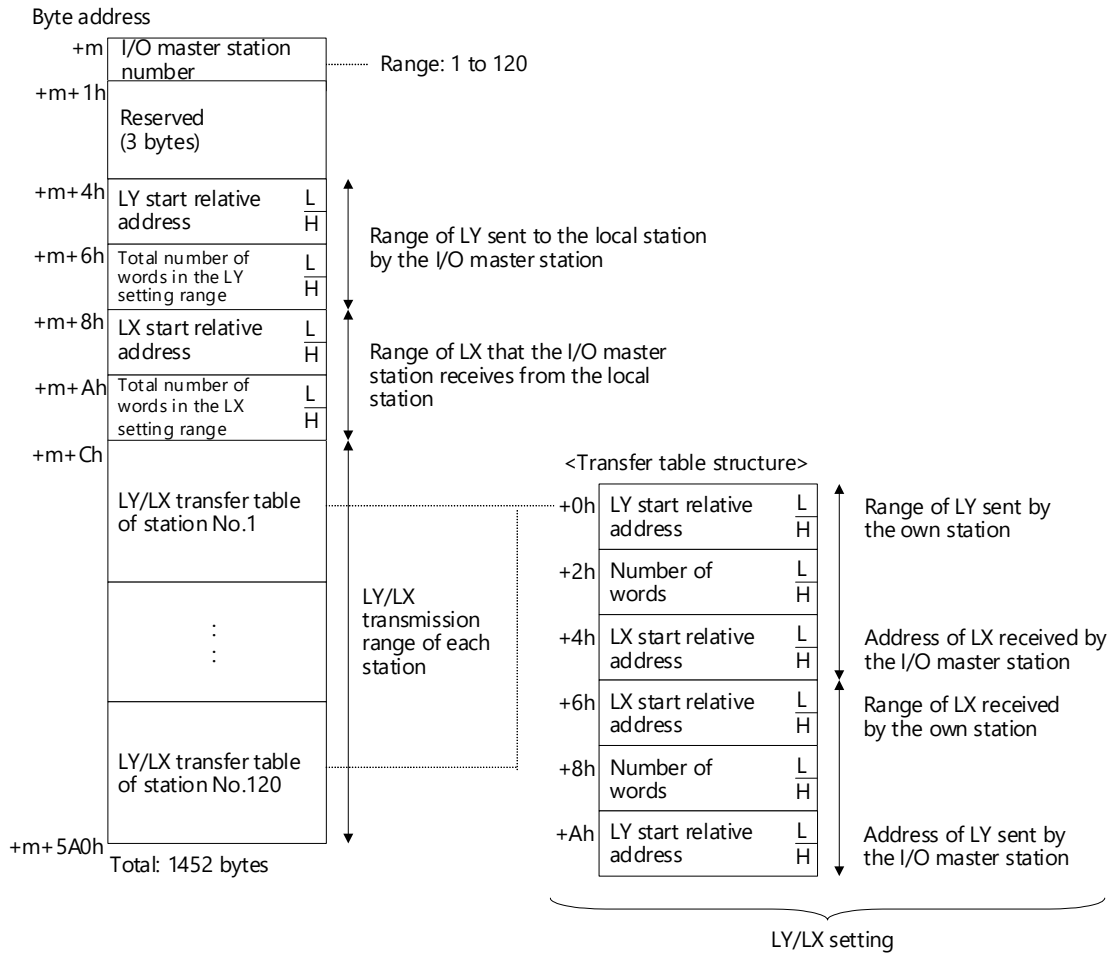 Byte address
+m
I/O master station
number
Range: 1 to 120
+m+1h
Reserved
(3 bytes)
+m+4h
LY start relative
address
L
H
+m+6h
Total number of
words in the LY
setting range
L
H
Range of LY sent to the local station
by the I/O master station
+m+8h
LX start relative
address
L
H
+m+Ah
Total number of
words in the LX
setting range
L
H
Range of LX that the I/O master
station receives from the local
station
+m+Ch
LY/LX transfer table
of station No.1
:
:
LY/LX transfer table
of station No.120
+m+5A0h
Total: 1452 bytes
LY/LX
transmission
range of each
station
<Transfer table structure>
+0h
LY start relative
address
L
H
Range of LY sent by
the own station
+2h
Number of
words
L
H
+4h
LX start relative
address
L
H
Address of LX received by
the I/O master station
+6h
LX start relative
address
L
H
Range of LX received
by the own station
+8h
Number of
words
L
H
+Ah
LY start relative
address
L
H
Address of LY sent by
the I/O master station
LY/LX setting